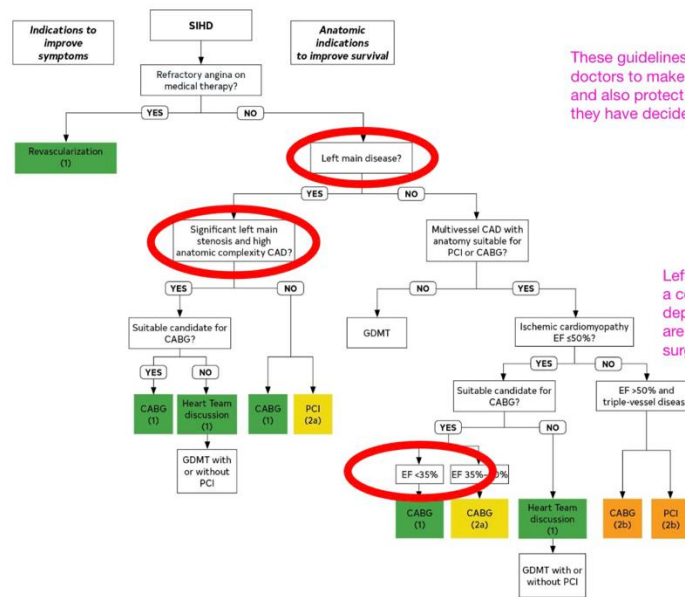 Indications to
improve
symptoms
SIHD
Anatomic
indications
to improve survival
Refractory angina on
medical therapy?
YES
NO
Revascularization
(1)
Left main disease?
YES
NO
Significant left main
stenosis and high
anatomic complexity CAD?
Multivessel CAD with
anatomy suitable for
PCI or CABG?
YES
NO
NO
YES
Suitable candidate for
CABG?
GDMT
Ischemic cardiomyopathy
EF ≤50%?
YES
NO
YES
NO
CABG
(1)
Heart Team
discussion
(1)
CABG
(1)
PCI
(2a)
Suitable candidate for
CABG?
EF >50% and
triple-vessel disease
GDMT with
or without
PCI
YES
NO
EF <35%
EF 35%
CABG
(1)
CABG
(2a)
Heart Team
discussion
(1)
CABG
(2b)
PCI
(2b)
GDMT with or
without PCI
These guidelines
doctors to make
and also protect
they have decide
Left
a co
dep
are
sur